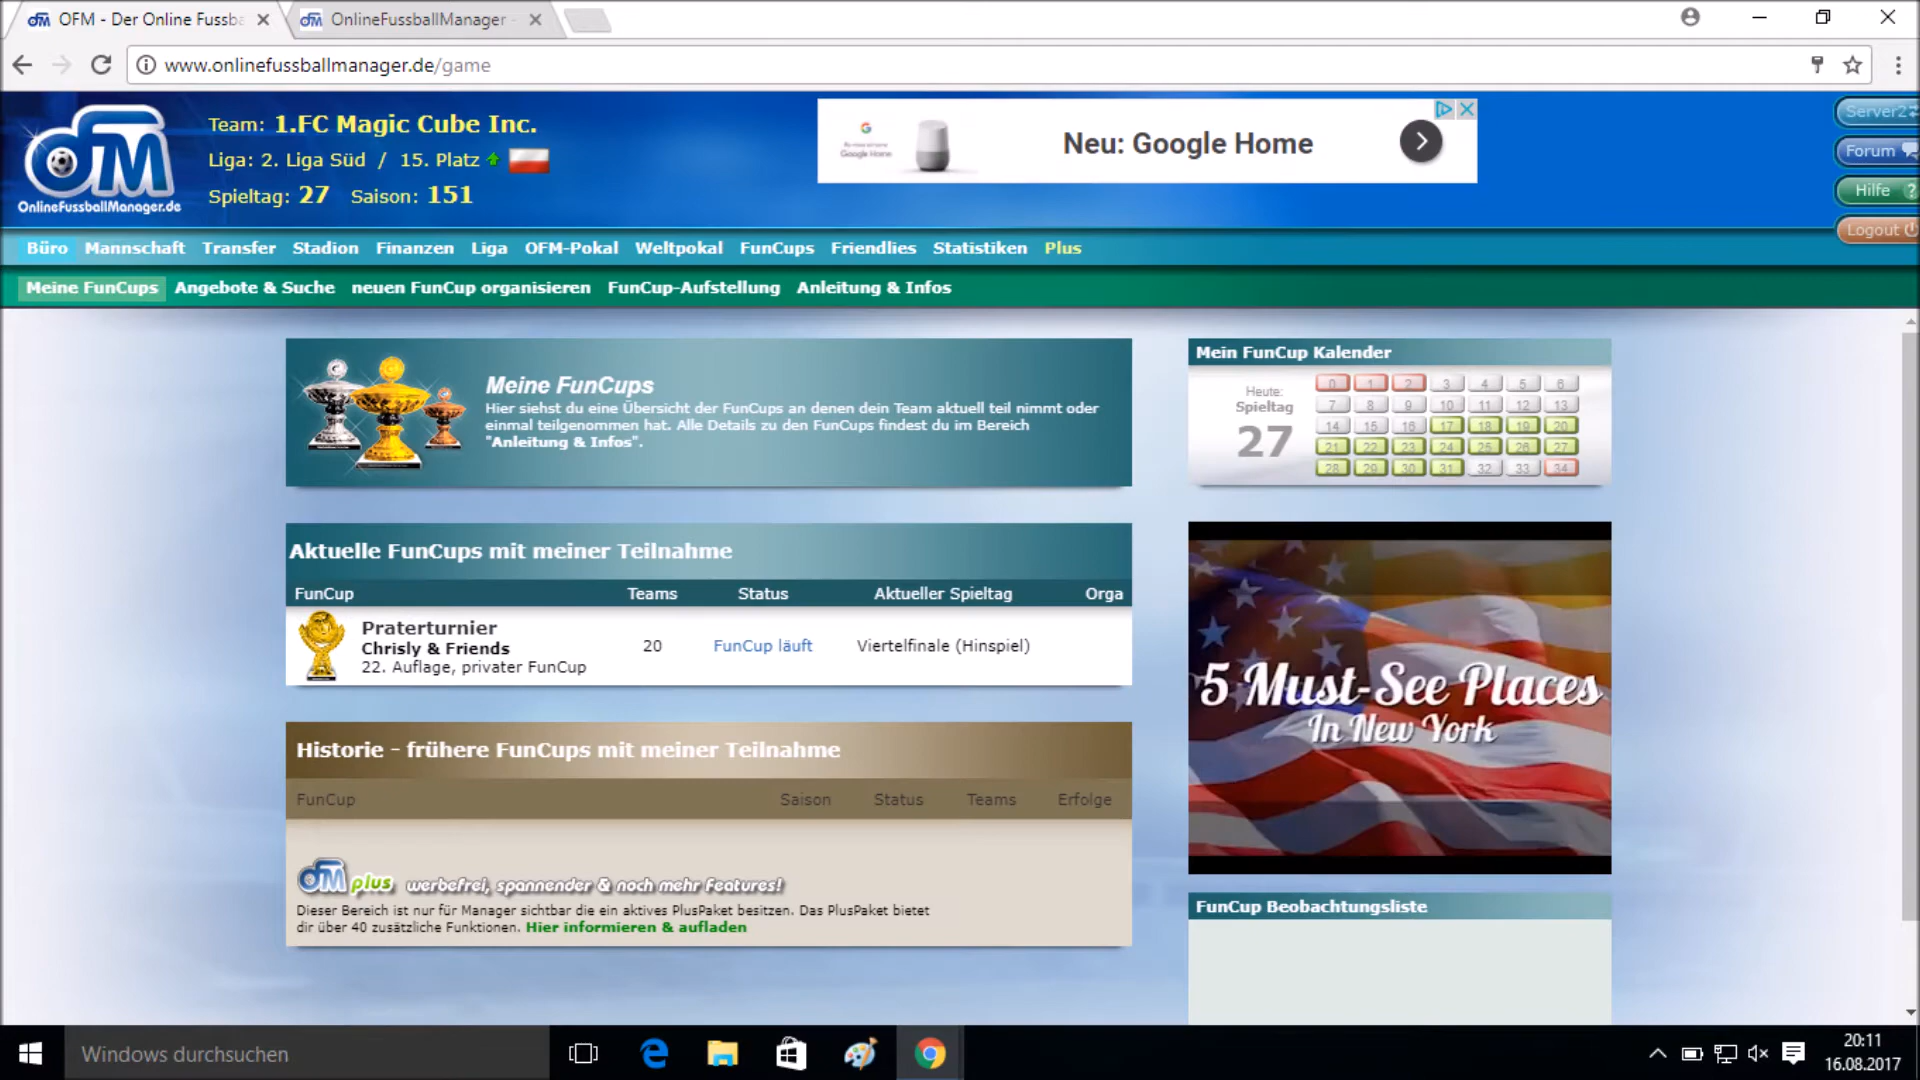 OFM - Der Online Fussba
OnlineFussballManager -
www.onlinefussballmanager.de/game
OFM
OnlineFussballManager.de
Team: 1.FC Magic Cube Inc.
Liga: 2. Liga Süd / 15. Platz
Spieltag: 27 Saison: 151
Google Home
Neu: Google Home
Server2
Forum
Hilfe ?
Logout
Büro Mannschaft Transfer Stadion Finanzen Liga OFM-Pokal Weltpokal FunCups Friendlies Statistiken Plus
Meine FunCups Angebote & Suche neuen FunCup organisieren FunCup-Aufstellung Anleitung & Infos
Meine FunCups
Hier siehst du eine Übersicht der FunCups an denen dein Team aktuell teil nimmt oder
einmal teilgenommen hat. Alle Details zu den FunCups findest du im Bereich
"Anleitung & Infos".
Mein FunCup Kalender
Heute:
Spieltag
27
0 1 2 3 4 5 6
7 8 9 10 11 12 13
14 15 16 17 18 19 20
21 22 23 24 25 26 27
28 29 30 31 32 33 34
Aktuelle FunCups mit meiner Teilnahme
FunCup Teams Status Aktueller Spieltag Orga
Praterturnier
Chrisly & Friends
22. Auflage, privater FunCup
20 FunCup läuft Viertelfinale (Hinspiel)
5 Must-See Places
In New York
Historie - frühere FunCups mit meiner Teilnahme
FunCup Saison Status Teams Erfolge
OFM plus werbefrei, spannender & noch mehr Features!
Dieser Bereich ist nur für Manager sichtbar die ein aktives PlusPaket besitzen. Das PlusPaket bietet
dir über 40 zusätzliche Funktionen. Hier informieren & aufladen
FunCup Beobachtungsliste
Windows durchsuchen
20:11
16.08.2017